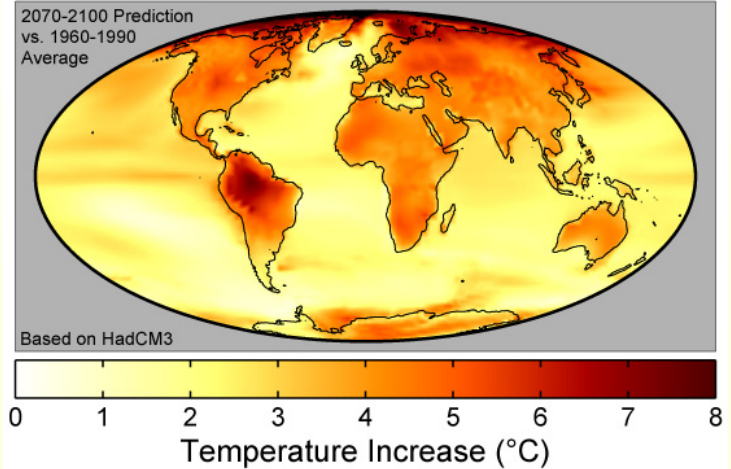 2070-2100 Prediction
vs. 1960-1990
Average
Based on HadCM3
0 1 2 3 4 5 6 7 8
Temperature Increase (°C)